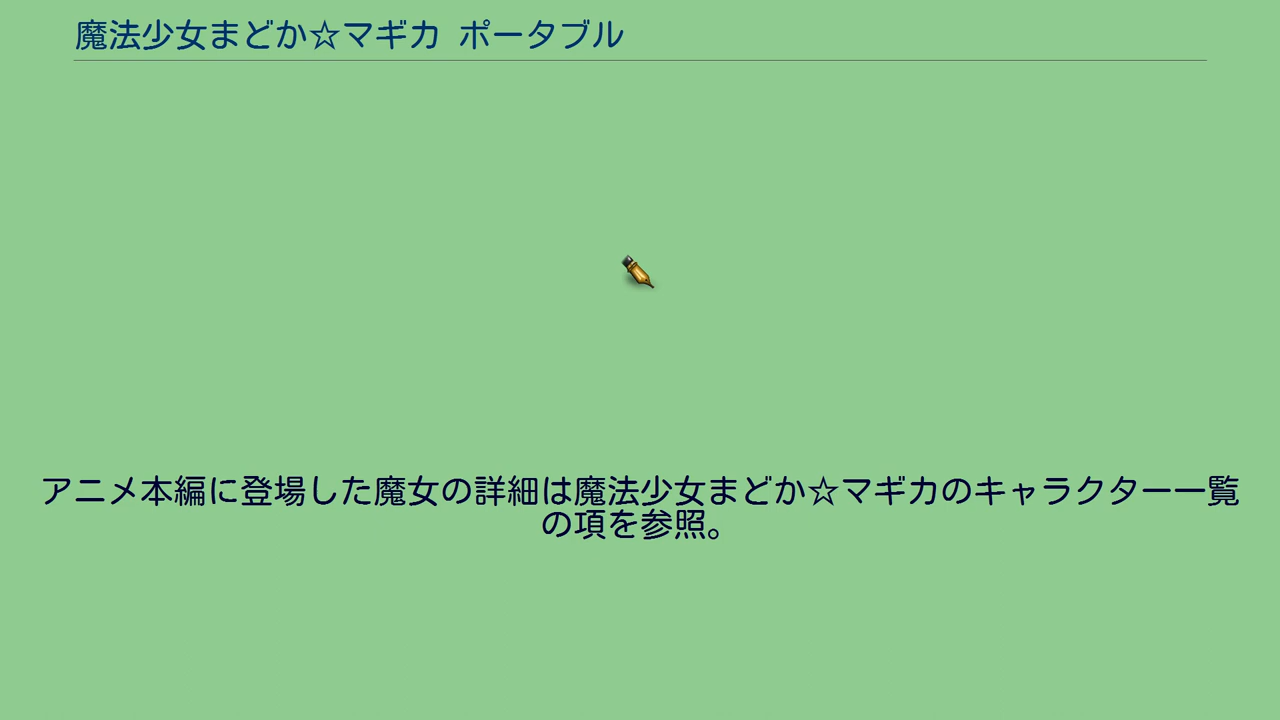 魔法少女まどか☆マギカ ポータブル
アニメ本編に登場した魔女の詳細は魔法少女まどか☆マギカのキャラクター一覧
の項を参照。